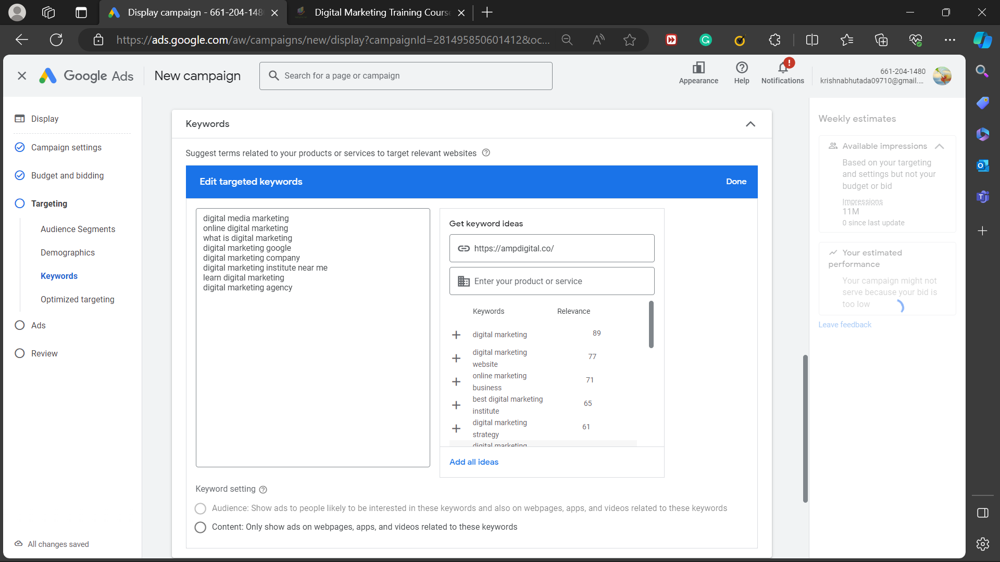 Display campaign - 661-204-148
Digital Marketing Training Course
https://ads.google.com/aw/campaigns/new/display?campaignId=281495850601412&oc...
Google Ads
New campaign
Search for a page or campaign
Appearance
Help
Notifications
661-204-1480
krishnabhutada09710@gmail....
Display
Campaign settings
Budget and bidding
Targeting
Audience Segments
Demographics
Keywords
Optimized targeting
Ads
Review
All changes saved
Keywords
Suggest terms related to your products or services to target relevant websites
Edit targeted keywords
Done
digital media marketing
online digital marketing
what is digital marketing
digital marketing google
digital marketing company
digital marketing institute near me
learn digital marketing
digital marketing agency
Get keyword ideas
https://ampdigital.co/
Enter your product or service
Keywords Relevance
digital marketing 89
digital marketing
website
77
online marketing
business
71
best digital marketing
institute
65
digital marketing
strategy
61
digital marketing
Add all ideas
Keyword setting
Audience: Show ads to people likely to be interested in these keywords and also on webpages, apps, and videos related to these keywords
Content: Only show ads on webpages, apps, and videos related to these keywords
Weekly estimates
Available impressions
Based on your targeting
and settings but not your
budget or bid
Impressions
11M
0 since last update
Your estimated
performance
Your campaign might not
serve because your bid is
too low
Leave feedback